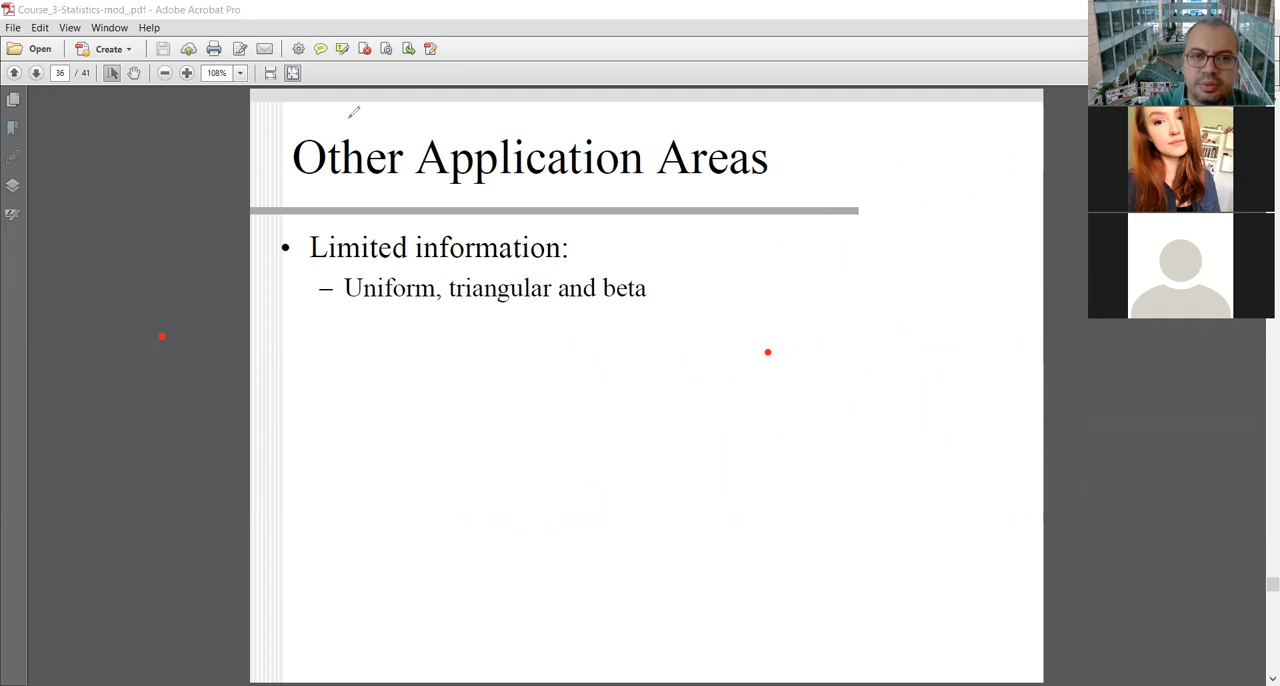 Course_3-Statistics-mod_.pdf - Adobe Acrobat Pro
File Edit View Window Help
Open Create
36 / 41 108%
Other Application Areas
• Limited information:
– Uniform, triangular and beta